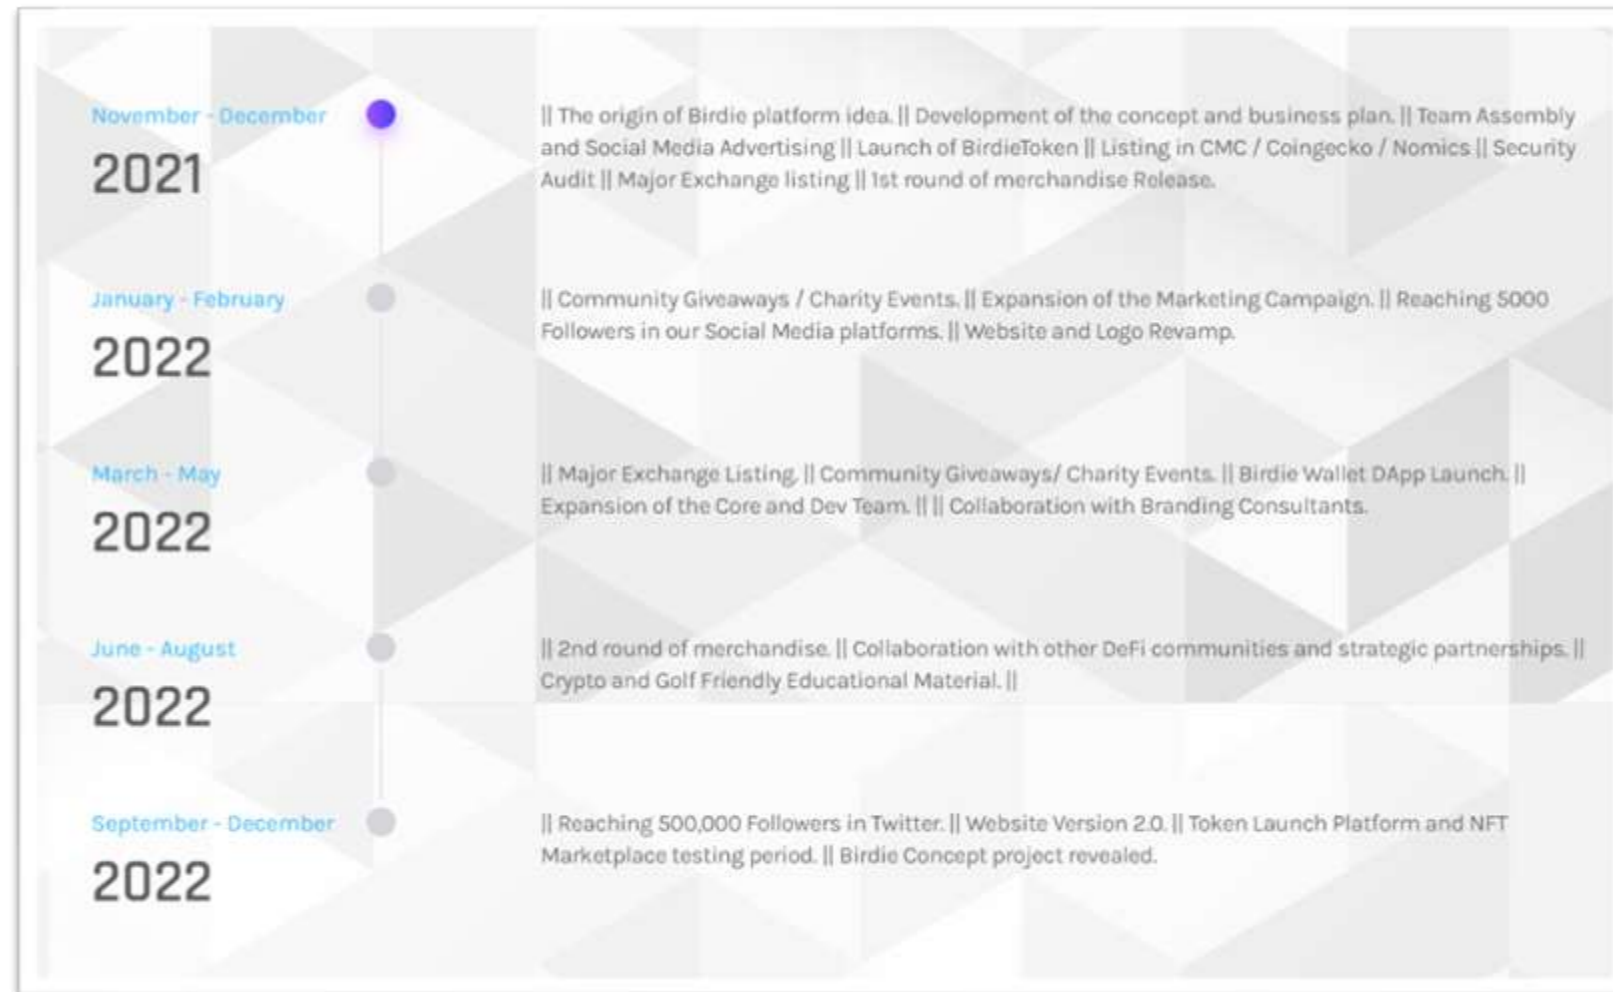 November - December
2021
|| The origin of Birdie platform idea. || Development of the concept and business plan. || Team Assembly
and Social Media Advertising || Launch of BirdieToken || Listing in CMC / Coingecko / Nomics || Security
Audit || Major Exchange listing || 1st round of merchandise Release.
January - February
2022
|| Community Giveaways / Charity Events. || Expansion of the Marketing Campaign. || Reaching 5000
Followers in our Social Media platforms. || Website and Logo Revamp.
March - May
2022
|| Major Exchange Listing. || Community Giveaways/ Charity Events. || Birdie Wallet DApp Launch. ||
Expansion of the Core and Dev Team. || || Collaboration with Branding Consultants.
June - August
2022
|| 2nd round of merchandise. || Collaboration with other DeFi communities and strategic partnerships. ||
Crypto and Golf Friendly Educational Material. ||
September - December
2022
|| Reaching 500,000 Followers in Twitter. || Website Version 2.0. || Token Launch Platform and NFT
Marketplace testing period. || Birdie Concept project revealed.